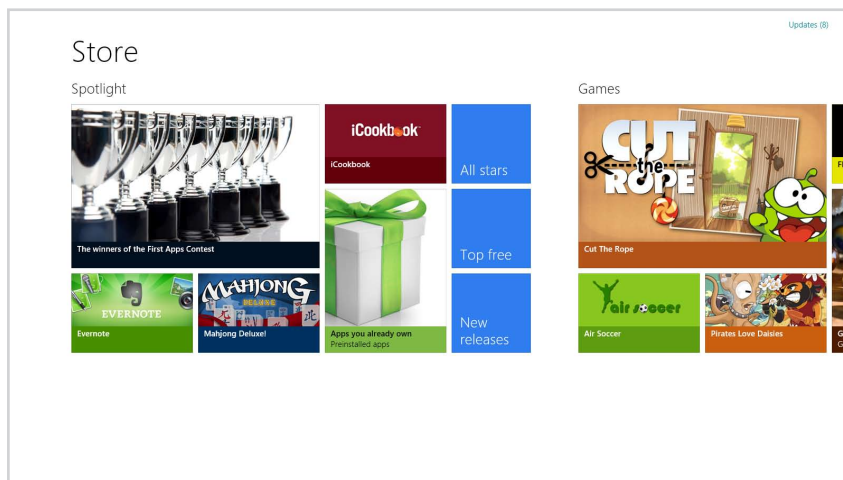 Updates (8)
Store
Spotlight
Games
iCookbook
iCookbook
All stars
The winners of the First Apps Contest
Top free
EVERNOTE
Evernote
MAHJONG
DELUXE
Mahjong Deluxe!
Apps you already own
Preinstalled apps
New
releases
CUT
the
ROPE
Cut The Rope
air soccer
Air Soccer
Pirates Love Daisies